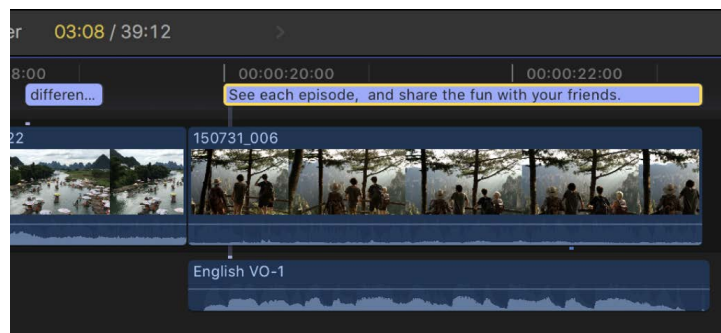 er 03:08 / 39:12
8:00 00:00:20:00 00:00:22:00
differen... See each episode, and share the fun with your friends.
22 150731_006
English VO-1